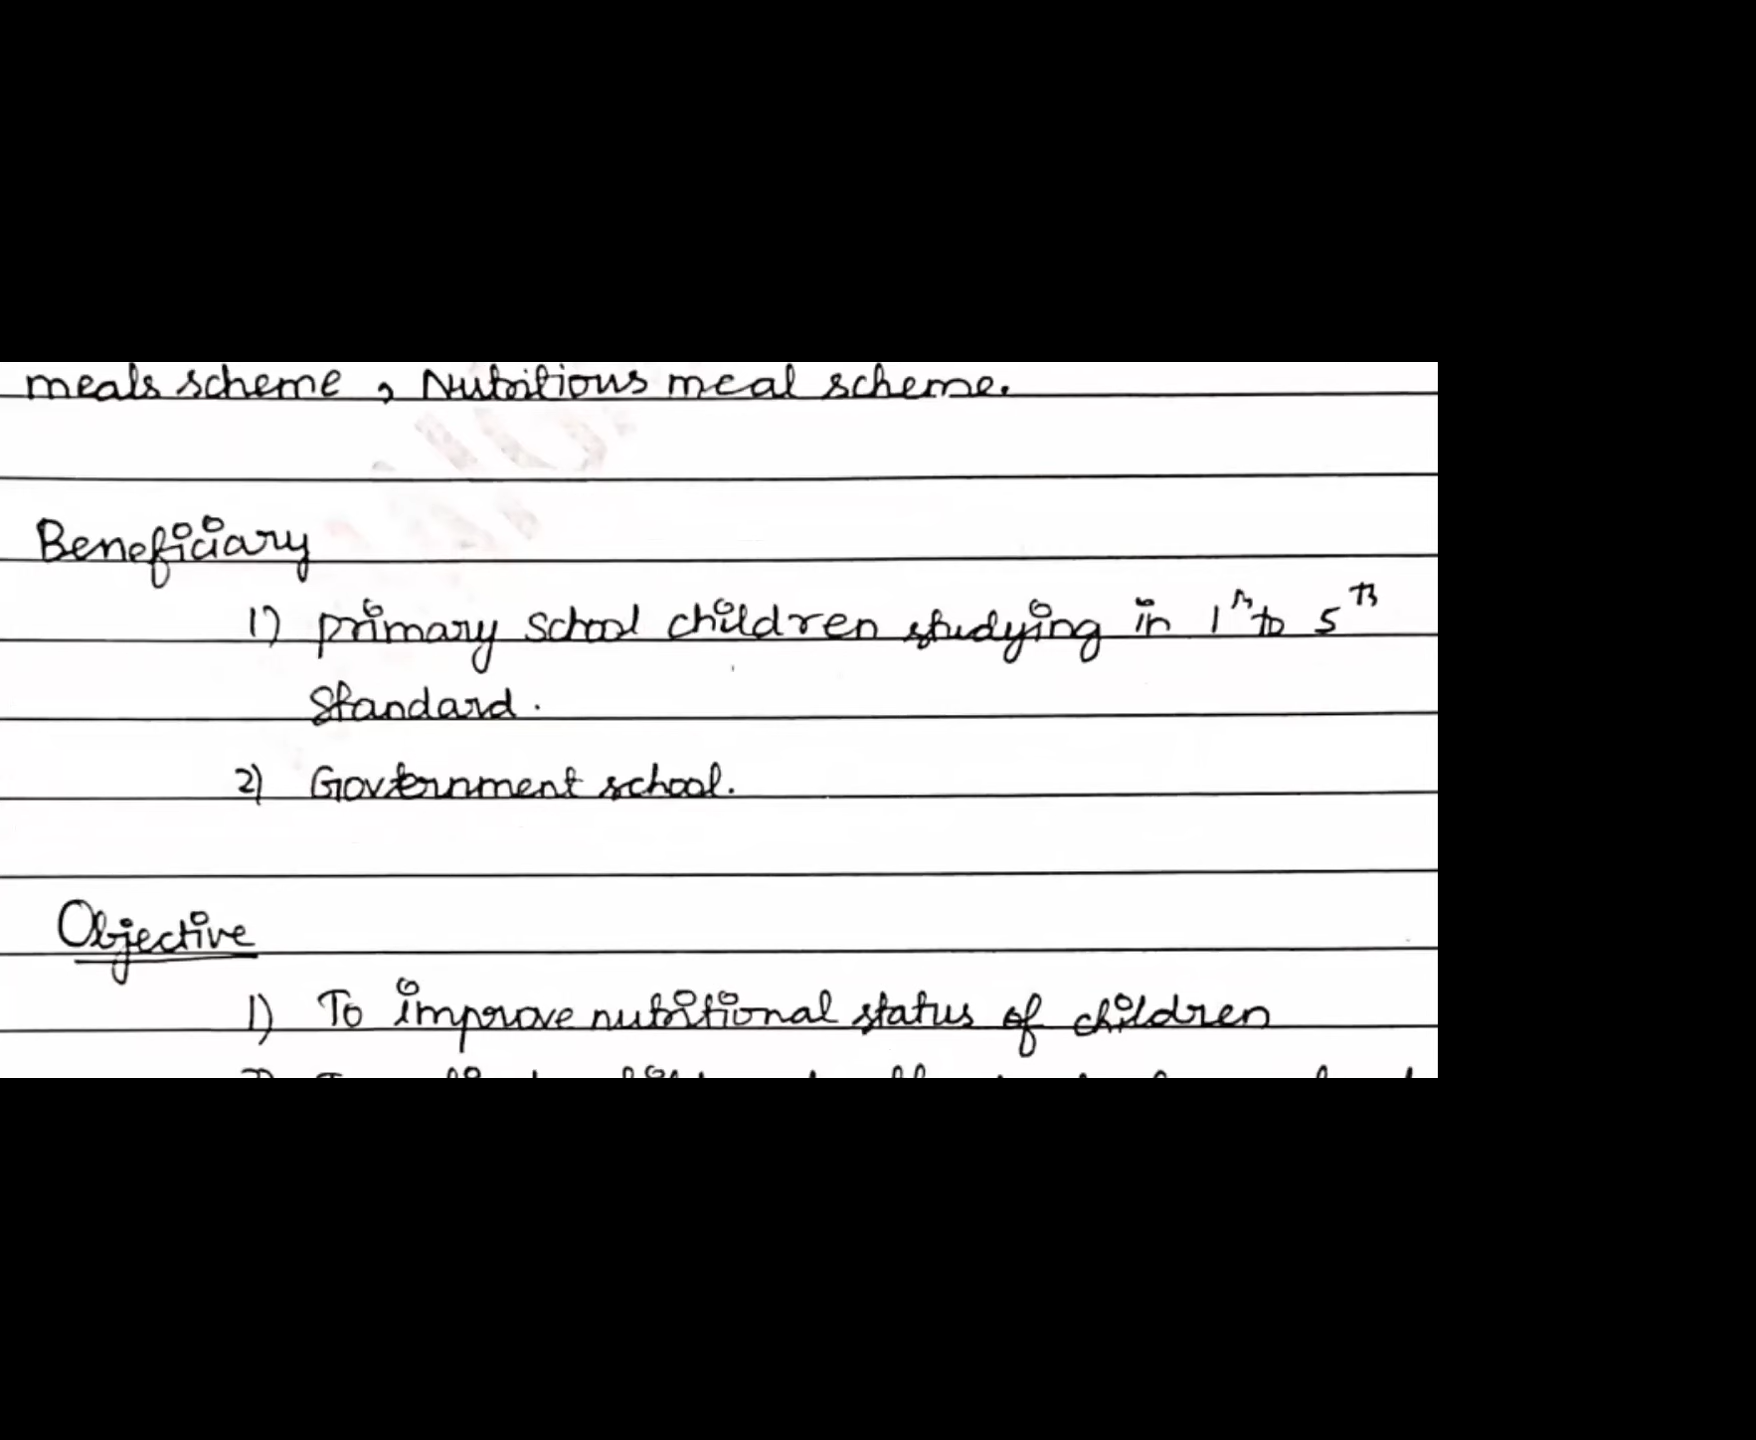 meals scheme, Nutritious meal scheme.
Beneficiary
1) primary school children studying in 1st to 5th
standard.
2) Government school.
Objective
1) To improve nutritional status of children